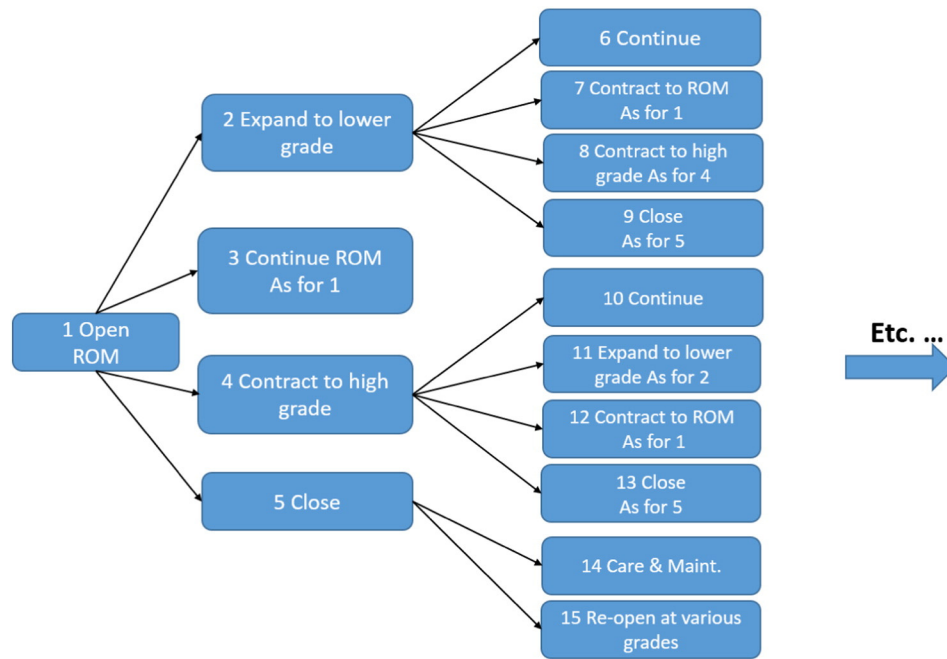 1 Open
ROM
2 Expand to lower
grade
3 Continue ROM
As for 1
4 Contract to high
grade
5 Close
6 Continue
7 Contract to ROM
As for 1
8 Contract to high
grade As for 4
9 Close
As for 5
10 Continue
11 Expand to lower
grade As for 2
12 Contract to ROM
As for 1
13 Close
As for 5
14 Care & Maint.
15 Re-open at various
grades
Etc. ...